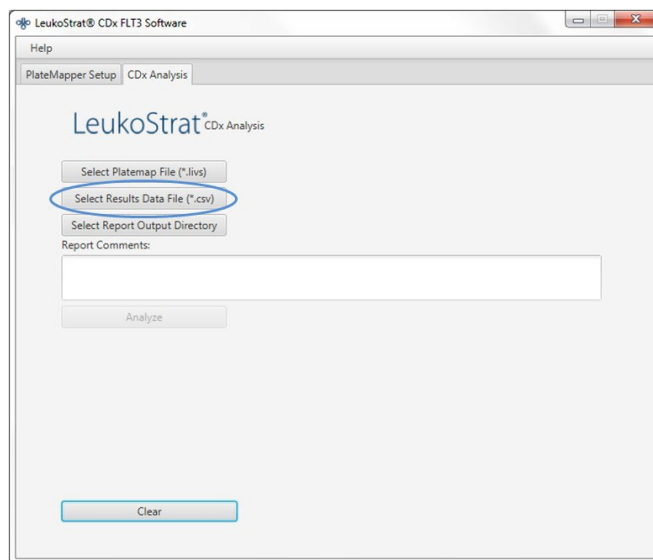 LeukoStrat® CDx FLT3 Software
Help
PlateMapper Setup CDx Analysis
LeukoStrat® CDx Analysis
Select Platemap File (*.livs)
Select Results Data File (*.csv)
Select Report Output Directory
Report Comments:
Analyze
Clear